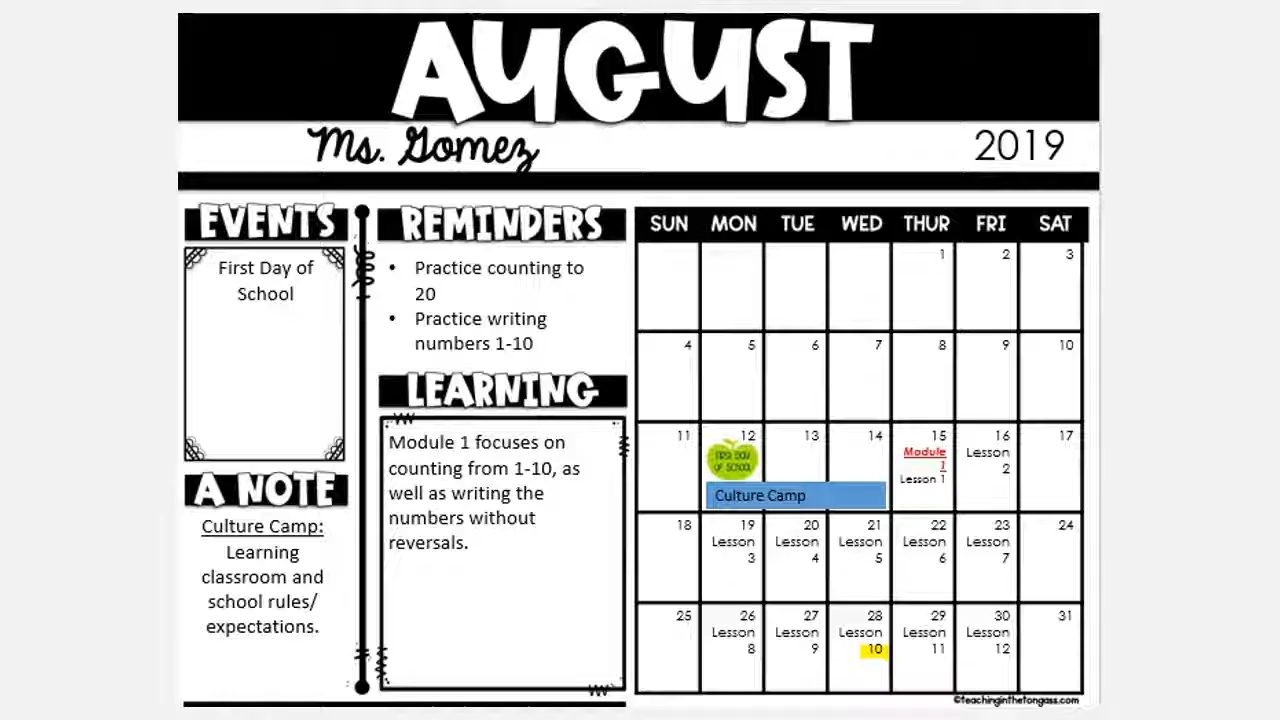 AUGUST
Ms. Gomez
2019
EVENTS
First Day of
School
A NOTE
Culture Camp:
Learning
classroom and
school rules/
expectations.
REMINDERS
• Practice counting to
20
• Practice writing
numbers 1-10
LEARNING
Module 1 focuses on
counting from 1-10, as
well as writing the
numbers without
reversals.
SUN MON TUE WED THUR FRI SAT
1 2 3
4 5 6 7 8 9 10
11 12 13 14 15 16 17
FIRST DAY
OF SCHOOL
Culture Camp
Module
1
Lesson 1
Lesson
2
18 19 20 21 22 23 24
Lesson Lesson Lesson Lesson Lesson
3 4 5 6 7
25 26 27 28 29 30 31
Lesson Lesson Lesson Lesson Lesson
8 9 10 11 12
©teachinginthetongass.com